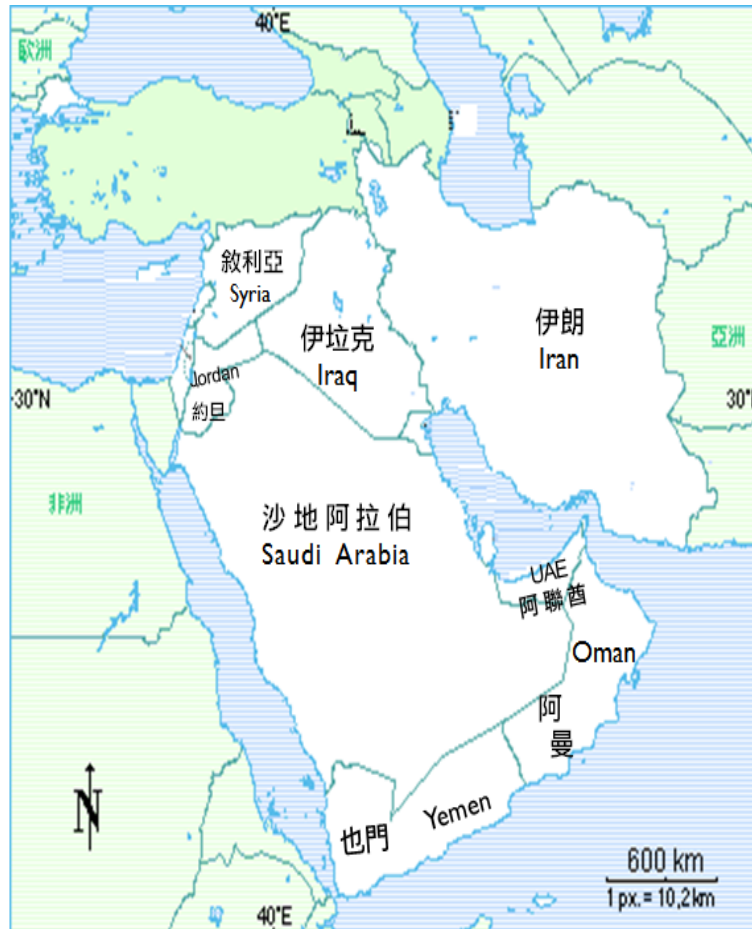 40°E
歐洲
敘利亞
Syria
伊拉克
Iraq
伊朗
Iran
亞洲
Jordan
約旦
30°N
30°N
非洲
沙地阿拉伯
Saudi Arabia
UAE
阿聯酋
Oman
阿
曼
N
也門
Yemen
600 km
1 px. = 10,2 km
40°E